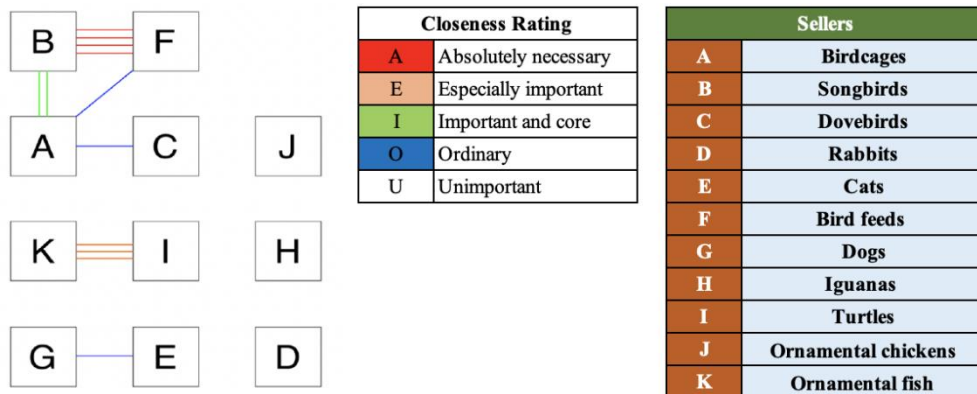 B F
A C J
K I H
G E D
Closeness Rating
A Absolutely necessary
E Especially important
I Important and core
O Ordinary
U Unimportant
Sellers
A Birdcages
B Songbirds
C Dovebirds
D Rabbits
E Cats
F Bird feeds
G Dogs
H Iguanas
I Turtles
J Ornamental chickens
K Ornamental fish